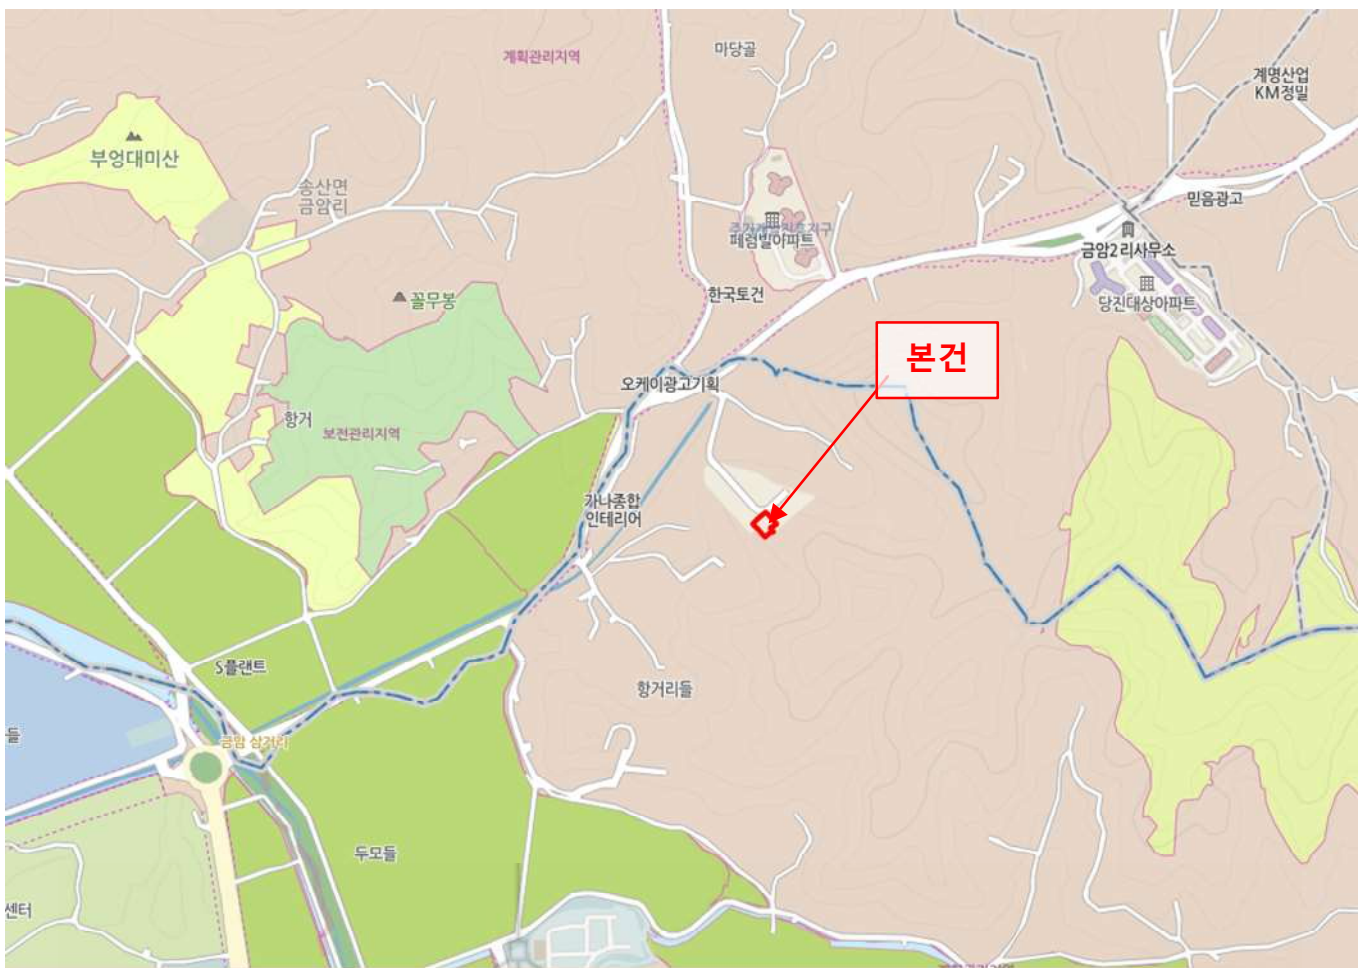 마당골
계획관리지역
계명산업
KM정밀
부엉대미산
송산면
금암리
믿음광고
페럼빌아파트
금암2리사무소
한국토건
꼴무봉
당진대상아파트
본건
오케이광고기획
항거
보전관리지역
가나종합
인테리어
S플랜트
항거리들
들
금암 삼거리
두모들
센터